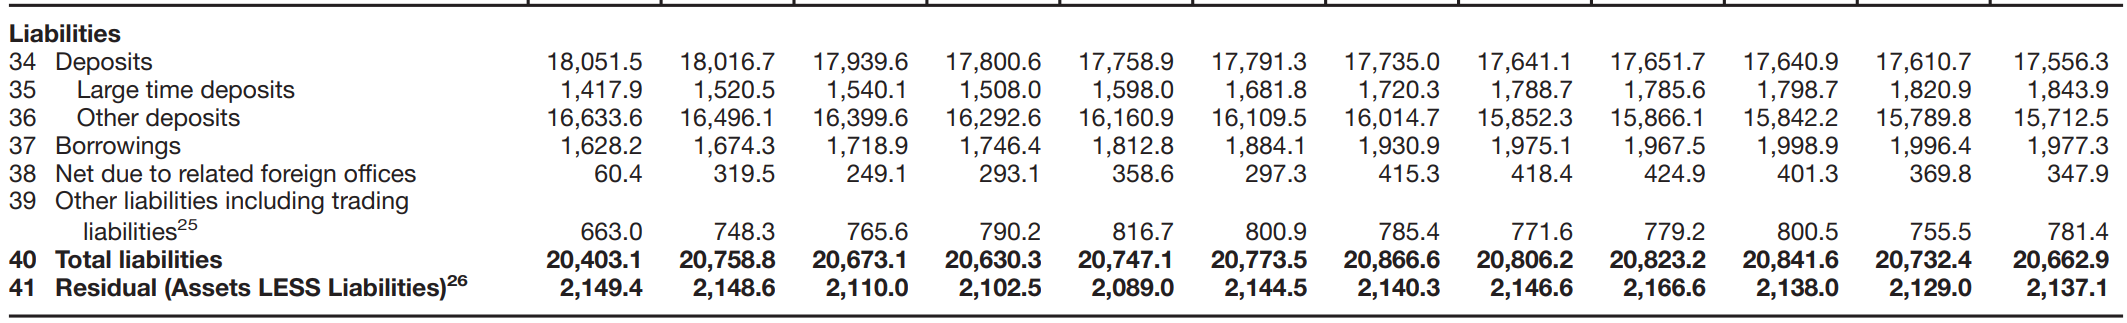 Liabilities
34 Deposits 18,051.5 18,016.7 17,939.6 17,800.6 17,758.9 17,791.3 17,735.0 17,641.1 17,651.7 17,640.9 17,610.7 17,556.3
35 Large time deposits 1,417.9 1,520.5 1,540.1 1,508.0 1,598.0 1,681.8 1,720.3 1,788.7 1,785.6 1,798.7 1,820.9 1,843.9
36 Other deposits 16,633.6 16,496.1 16,399.6 16,292.6 16,160.9 16,109.5 16,014.7 15,852.3 15,866.1 15,842.2 15,789.8 15,712.5
37 Borrowings 1,628.2 1,674.3 1,718.9 1,746.4 1,812.8 1,884.1 1,930.9 1,975.1 1,967.5 1,998.9 1,996.4 1,977.3
38 Net due to related foreign offices 60.4 319.5 249.1 293.1 358.6 297.3 415.3 418.4 424.9 401.3 369.8 347.9
39 Other liabilities including trading
liabilities25 663.0 748.3 765.6 790.2 816.7 800.9 785.4 771.6 779.2 800.5 755.5 781.4
40 Total liabilities 20,403.1 20,758.8 20,673.1 20,630.3 20,747.1 20,773.5 20,866.6 20,806.2 20,823.2 20,841.6 20,732.4 20,662.9
41 Residual (Assets LESS Liabilities)26 2,149.4 2,148.6 2,110.0 2,102.5 2,089.0 2,144.5 2,140.3 2,146.6 2,166.6 2,138.0 2,129.0 2,137.1